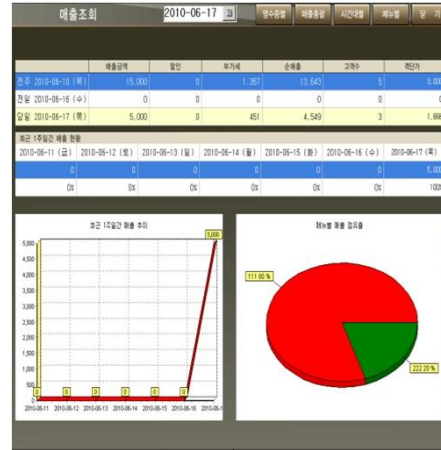 매출조회 2010-06-17 영수증별 매출총괄 시간대별 메뉴별 닫 기
매출금액 할인 부가세 순매출 고객수 객단가
전주 2010-06-10 (목) 15,000 0 1,357 13,643 5 3,000
전일 2010-06-16 (수) 0 0 0 0 0 0
당일 2010-06-17 (목) 5,000 0 451 4,549 3 1,666
최근 1주일간 매출 현황
2010-06-11 (금) 2010-06-12 (토) 2010-06-13 (일) 2010-06-14 (월) 2010-06-15 (화) 2010-06-16 (수) 2010-06-17 (목)
0 0 0 0 0 0 5,000
0% 0% 0% 0% 0% 0% 100%
최근 1주일간 매출 추이
5,000
5,000
4,500
4,000
3,500
3,000
2,500
2,000
1,500
1,000
500
0
0 0 0 0 0 0
2010-06-11 2010-06-12 2010-06-13 2010-06-14 2010-06-15 2010-06-16 2010-06-1
메뉴별 매출 점유율
111 80 %
222 20 %